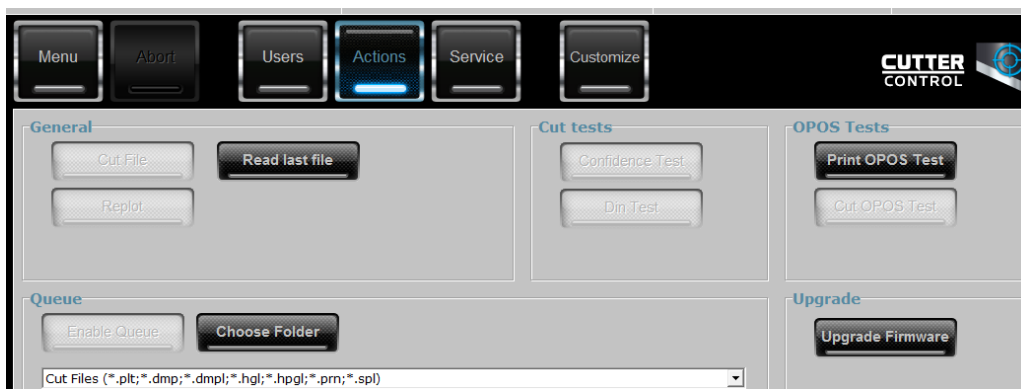 Menu
Abort
Users
Actions
Service
Customize
CUTTER
CONTROL
General
Cut File
Read last file
Replot
Cut tests
Confidence Test
Din Test
OPOS Tests
Print OPOS Test
Cut OPOS Test
Queue
Enable Queue
Choose Folder
Cut Files (*.plt;*.dmp;*.dmpl;*.hgl;*.hpgl;*.prn;*.spl)
Upgrade
Upgrade Firmware